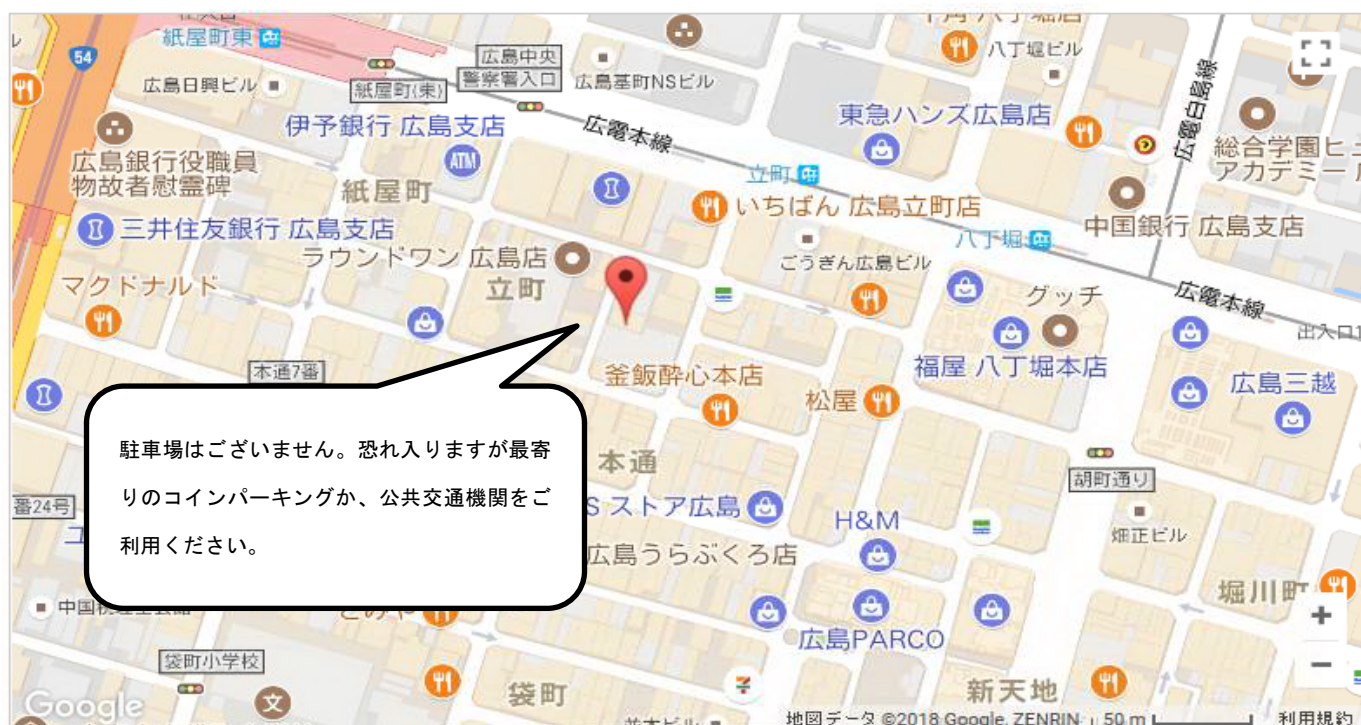 千房 八丁堀店
54
紙屋町東
広島中央
警察署入口
広島基町NSビル
八丁堀ビル
広島日興ビル
紙屋町(東)
東急ハンズ広島店
伊予銀行 広島支店
ATM
広電本線
広電白島線
広島銀行役職員
物故者慰霊碑
紙屋町
立町
総合学園ヒュ
アカデミー
いちばん 広島立町店
中国銀行 広島支店
三井住友銀行 広島支店
八丁堀
ラウンドワン 広島店
ごうぎん広島ビル
マクドナルド
立町
グッチ
広電本線
出入口1
本通7番
釜飯酔心本店
福屋 八丁堀本店
広島三越
松屋
駐車場はございません。恐れ入りますが最寄
りのコインパーキングか、公共交通機関をご
利用ください。
本通
胡町通り
番24号
Sストア広島
H&M
畑正ビル
広島うらぶくろ店
堀川町
+
広島PARCO
袋町小学校
−
Google
文
袋町
新天地
地図データ ©2018 Google, ZENRIN
50 m
利用規約